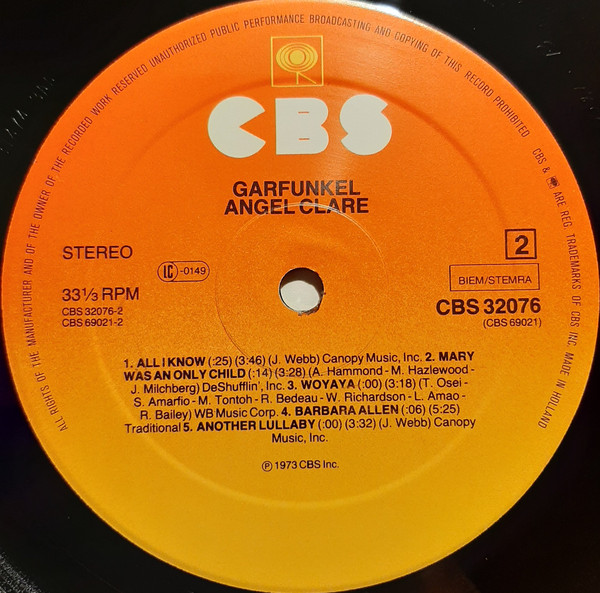 ALL RIGHTS OF THE MANUFACTURER AND OF THE OWNER OF THE RECORDED WORK RESERVED UNAUTHORIZED PUBLIC PERFORMANCE BROADCASTING AND COPYING OF THIS RECORD PROHIBITED
CBS & ARE REG. TRADEMARKS OF CBS INC. MADE IN HOLLAND
CBS
GARFUNKEL
ANGEL CLARE
STEREO
LC -0149
2
33⅓ RPM
BIEM/STEMRA
CBS 32076-2
CBS 69021-2
CBS 32076
(CBS 69021)
1. ALL I KNOW (:25) (3:46) (J. Webb) Canopy Music, Inc. 2. MARY
WAS AN ONLY CHILD (:14) (3:28) (A. Hammond - M. Hazlewood -
J. Milchberg) DeShufflin', Inc. 3. WOYAYA (:00) (3:18) (T. Osei -
S. Amarfio - M. Tontoh - R. Bedeau - W. Richardson - L. Amao -
R. Bailey) WB Music Corp. 4. BARBARA ALLEN (:06) (5:25)
Traditional 5. ANOTHER LULLABY (:00) (3:32) (J. Webb) Canopy
Music, Inc.
℗ 1973 CBS Inc.